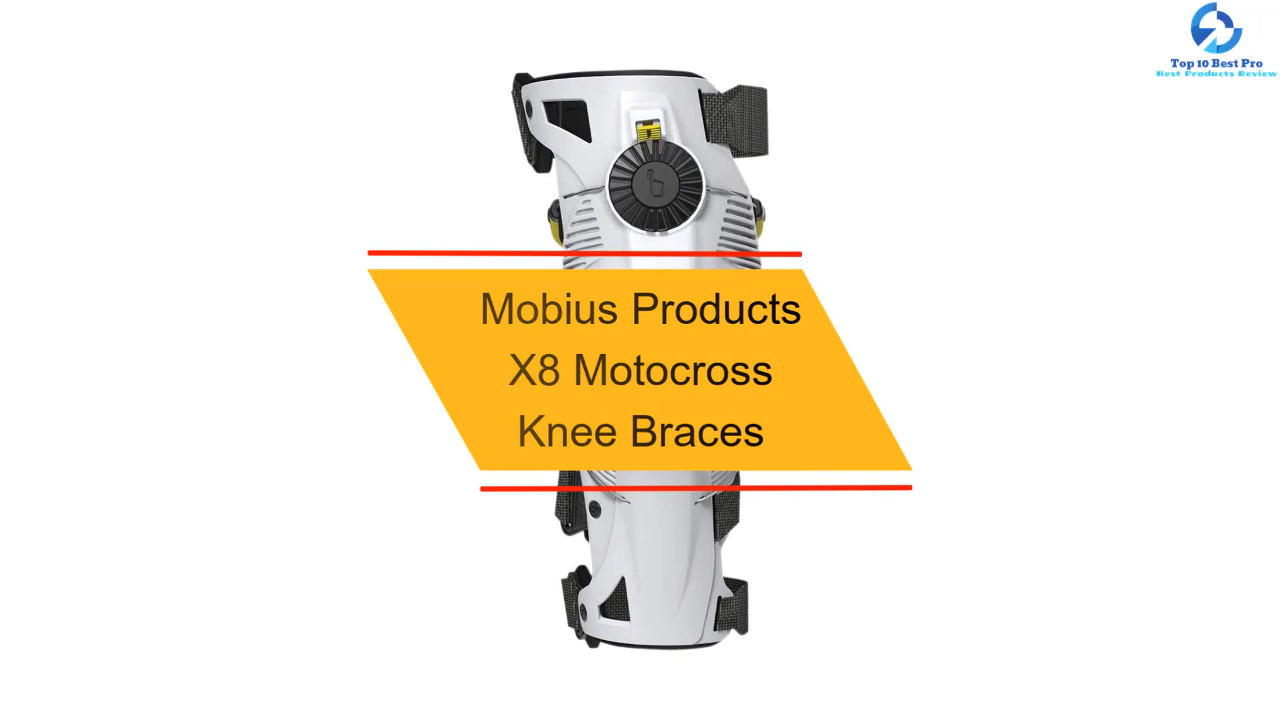 Top 10 Best Pro
Best Products Review
Mobius Products
X8 Motocross
Knee Braces